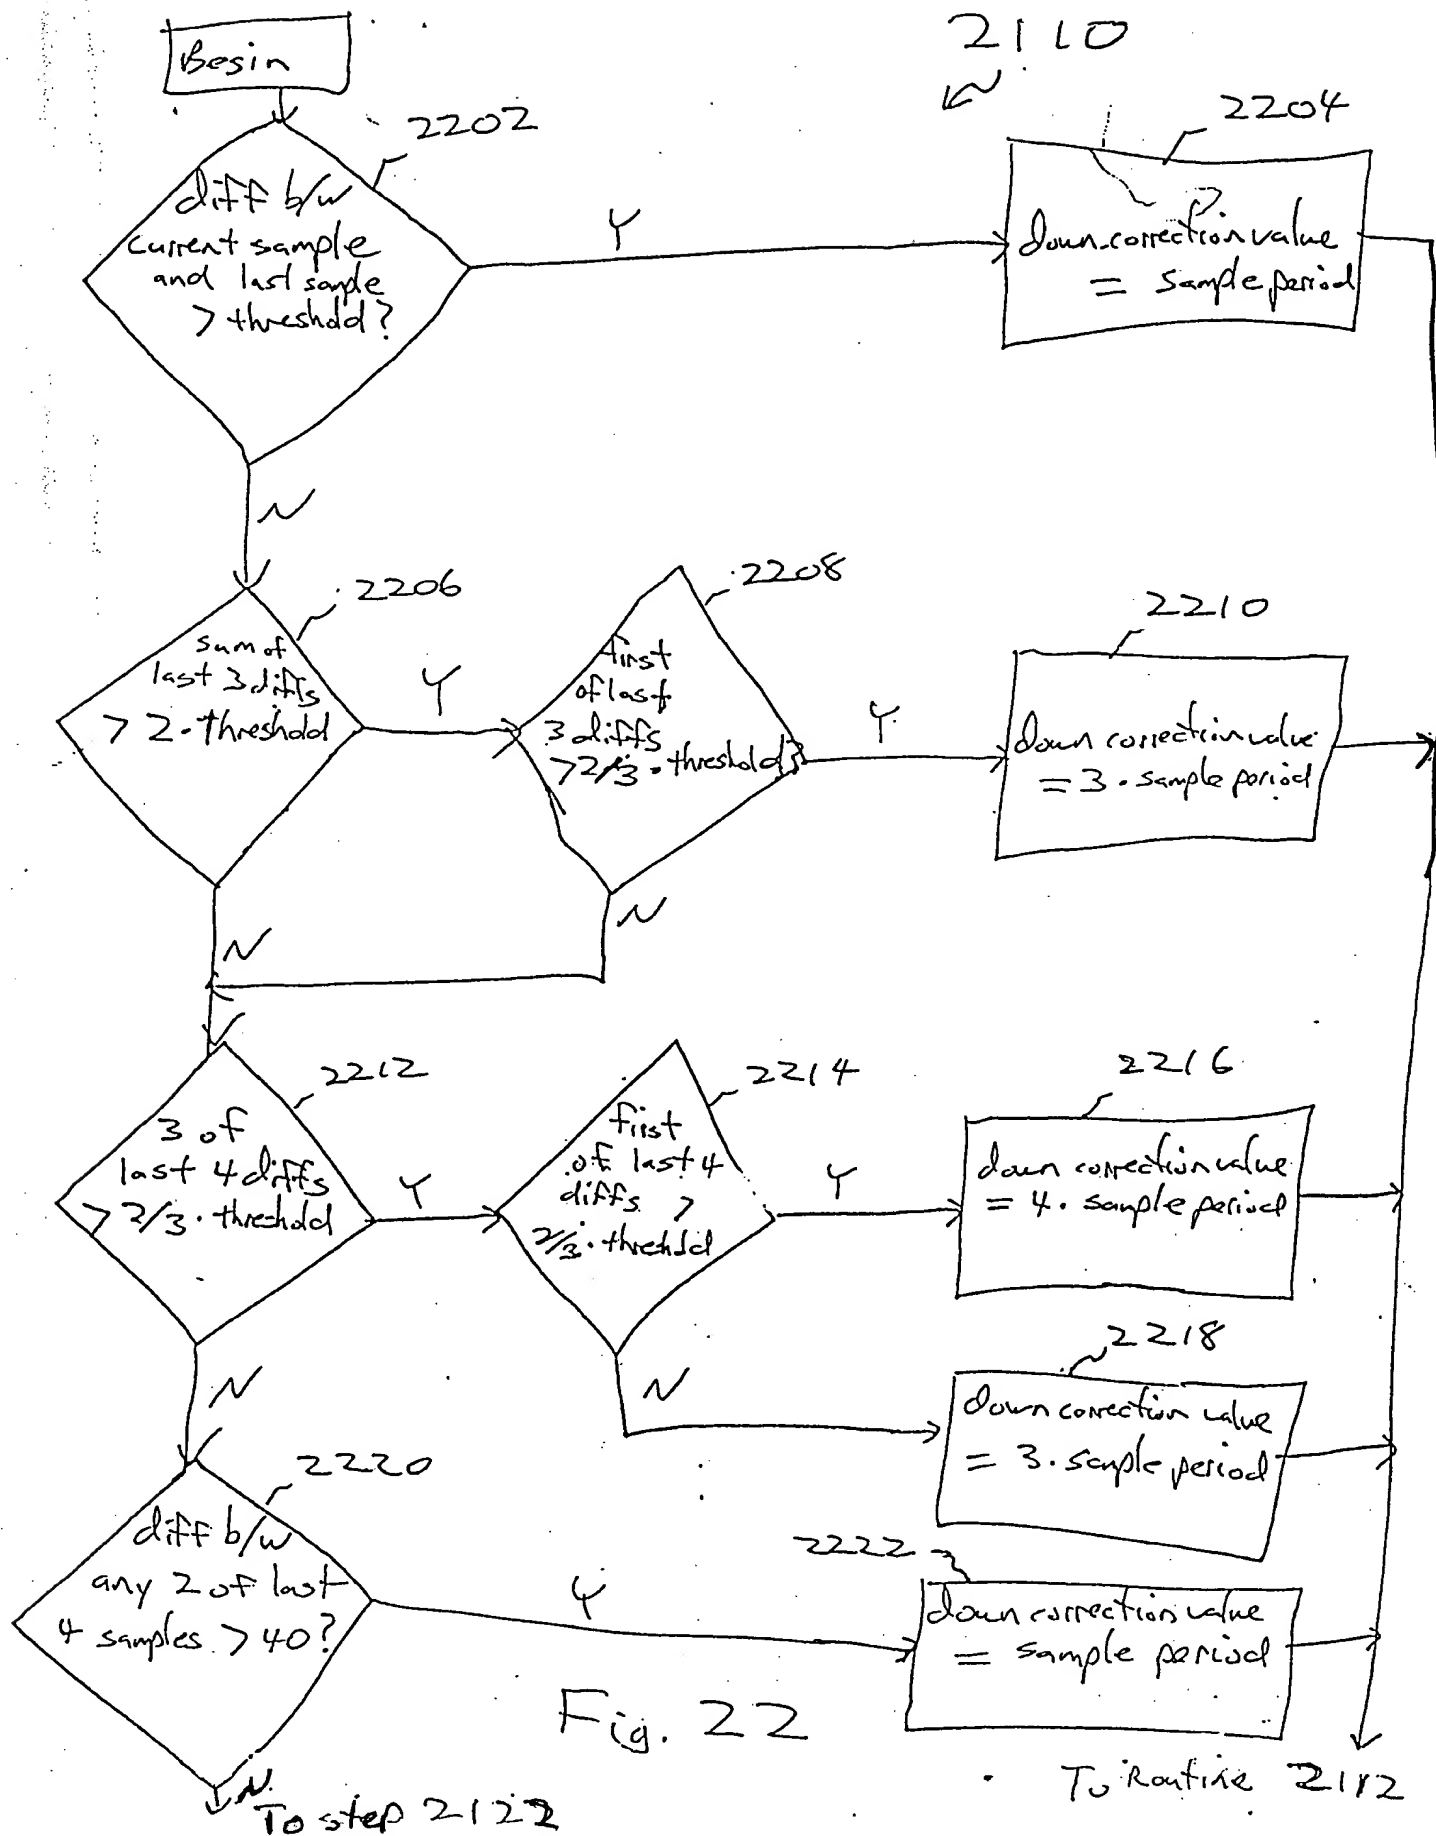 2110
Begin
2202
2204
diff b/w
current sample
and last sample
> threshold?
Y
down correction value
= sample period
N
2206
2208
2210
sum of
last 3 diffs
> 2 · threshold
Y
first
of last
3 diffs
> 2/3 · threshold?
Y
down correction value
= 3 · sample period
N
N
2212
2214
2216
3 of
last 4 diffs
> 2/3 · threshold
Y
first
of last 4
diffs >
2/3 · threshold
Y
down correction value
= 4 · sample period
N
N
2218
down correction value
= 3 · sample period
2220
2222
diff b/w
any 2 of last
4 samples > 40?
Y
down correction value
= sample period
Fig. 22
N
To step 2122
To Routine 2112